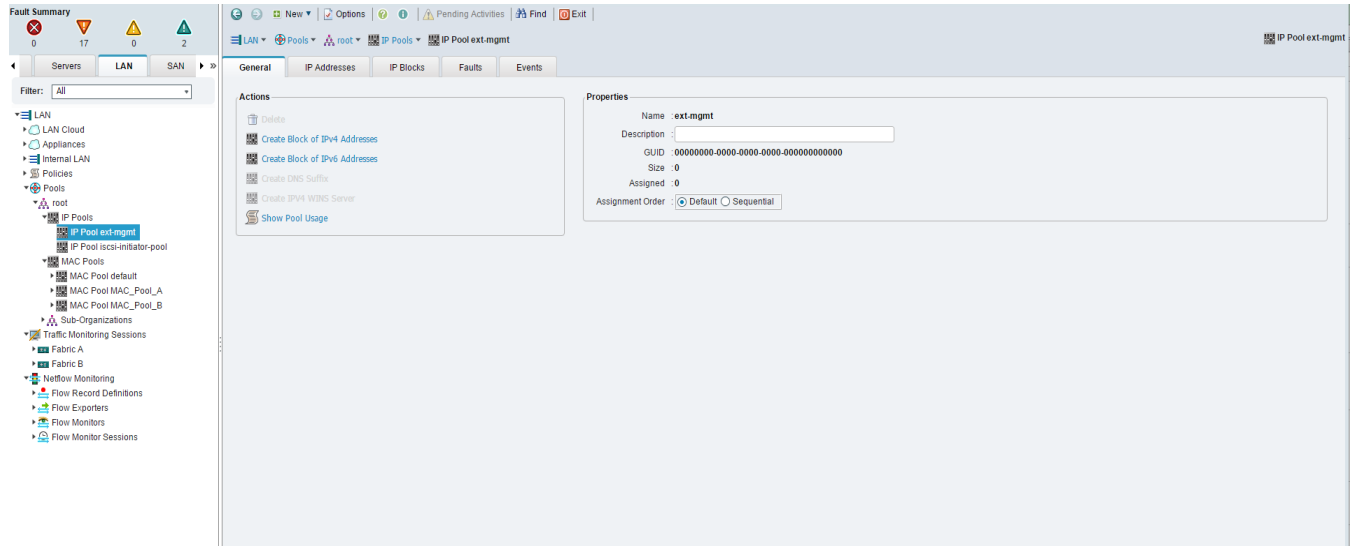 Fault Summary
0 17 0 2
Servers LAN SAN »
Filter: All
LAN
LAN Cloud
Appliances
Internal LAN
Policies
Pools
root
IP Pools
IP Pool ext-mgmt
IP Pool iscsi-initiator-pool
MAC Pools
MAC Pool default
MAC Pool MAC_Pool_A
MAC Pool MAC_Pool_B
Sub-Organizations
Traffic Monitoring Sessions
Fabric A
Fabric B
Netflow Monitoring
Flow Record Definitions
Flow Exporters
Flow Monitors
Flow Monitor Sessions
New Options Pending Activities Find Exit
LAN Pools root IP Pools IP Pool ext-mgmt
IP Pool ext-mgmt
General IP Addresses IP Blocks Faults Events
Actions
Delete
Create Block of IPv4 Addresses
Create Block of IPv6 Addresses
Create DNS Suffix
Create IPV4 WINS Server
Show Pool Usage
Properties
Name : ext-mgmt
Description :
GUID : 00000000-0000-0000-0000-000000000000
Size : 0
Assigned : 0
Assignment Order : Default Sequential